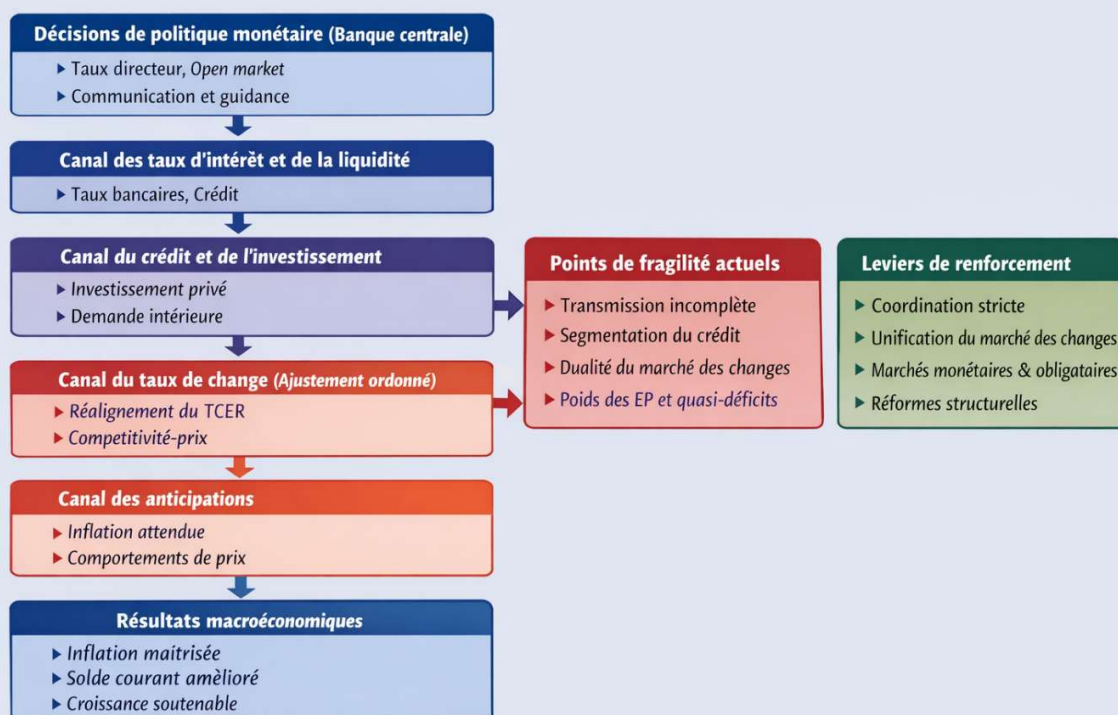 Décisions de politique monétaire (Banque centrale)
▸ Taux directeur, Open market
▸ Communication et guidance
Canal des taux d'intérèt et de la liquidité
▸ Taux bancaires, Crédit
Canal du crédit et de l'investissement
▸ Investissement privé
▸ Demande intérieure
Canal du taux de change (Ajustement ordonné)
▸ Réalignement du TCER
▸ Competitivité-prix
Canal des anticipations
▸ Inflation attendue
▸ Comportements de prix
Résultats macroéconomiques
▸ Inflation maitrisée
▸ Solde courant amèlioré
▸ Croissance soutenable
Points de fragilité actuels
▸ Transmission incomplète
▸ Segmentation du crédit
▸ Dualité du marché des changes
▸ Poids des EP et quasi-déficits
Leviers de renforcement
▸ Coordination stricte
▸ Unification du marché des changes
▸ Marchés monétaires & obligataires
▸ Réformes structurelles